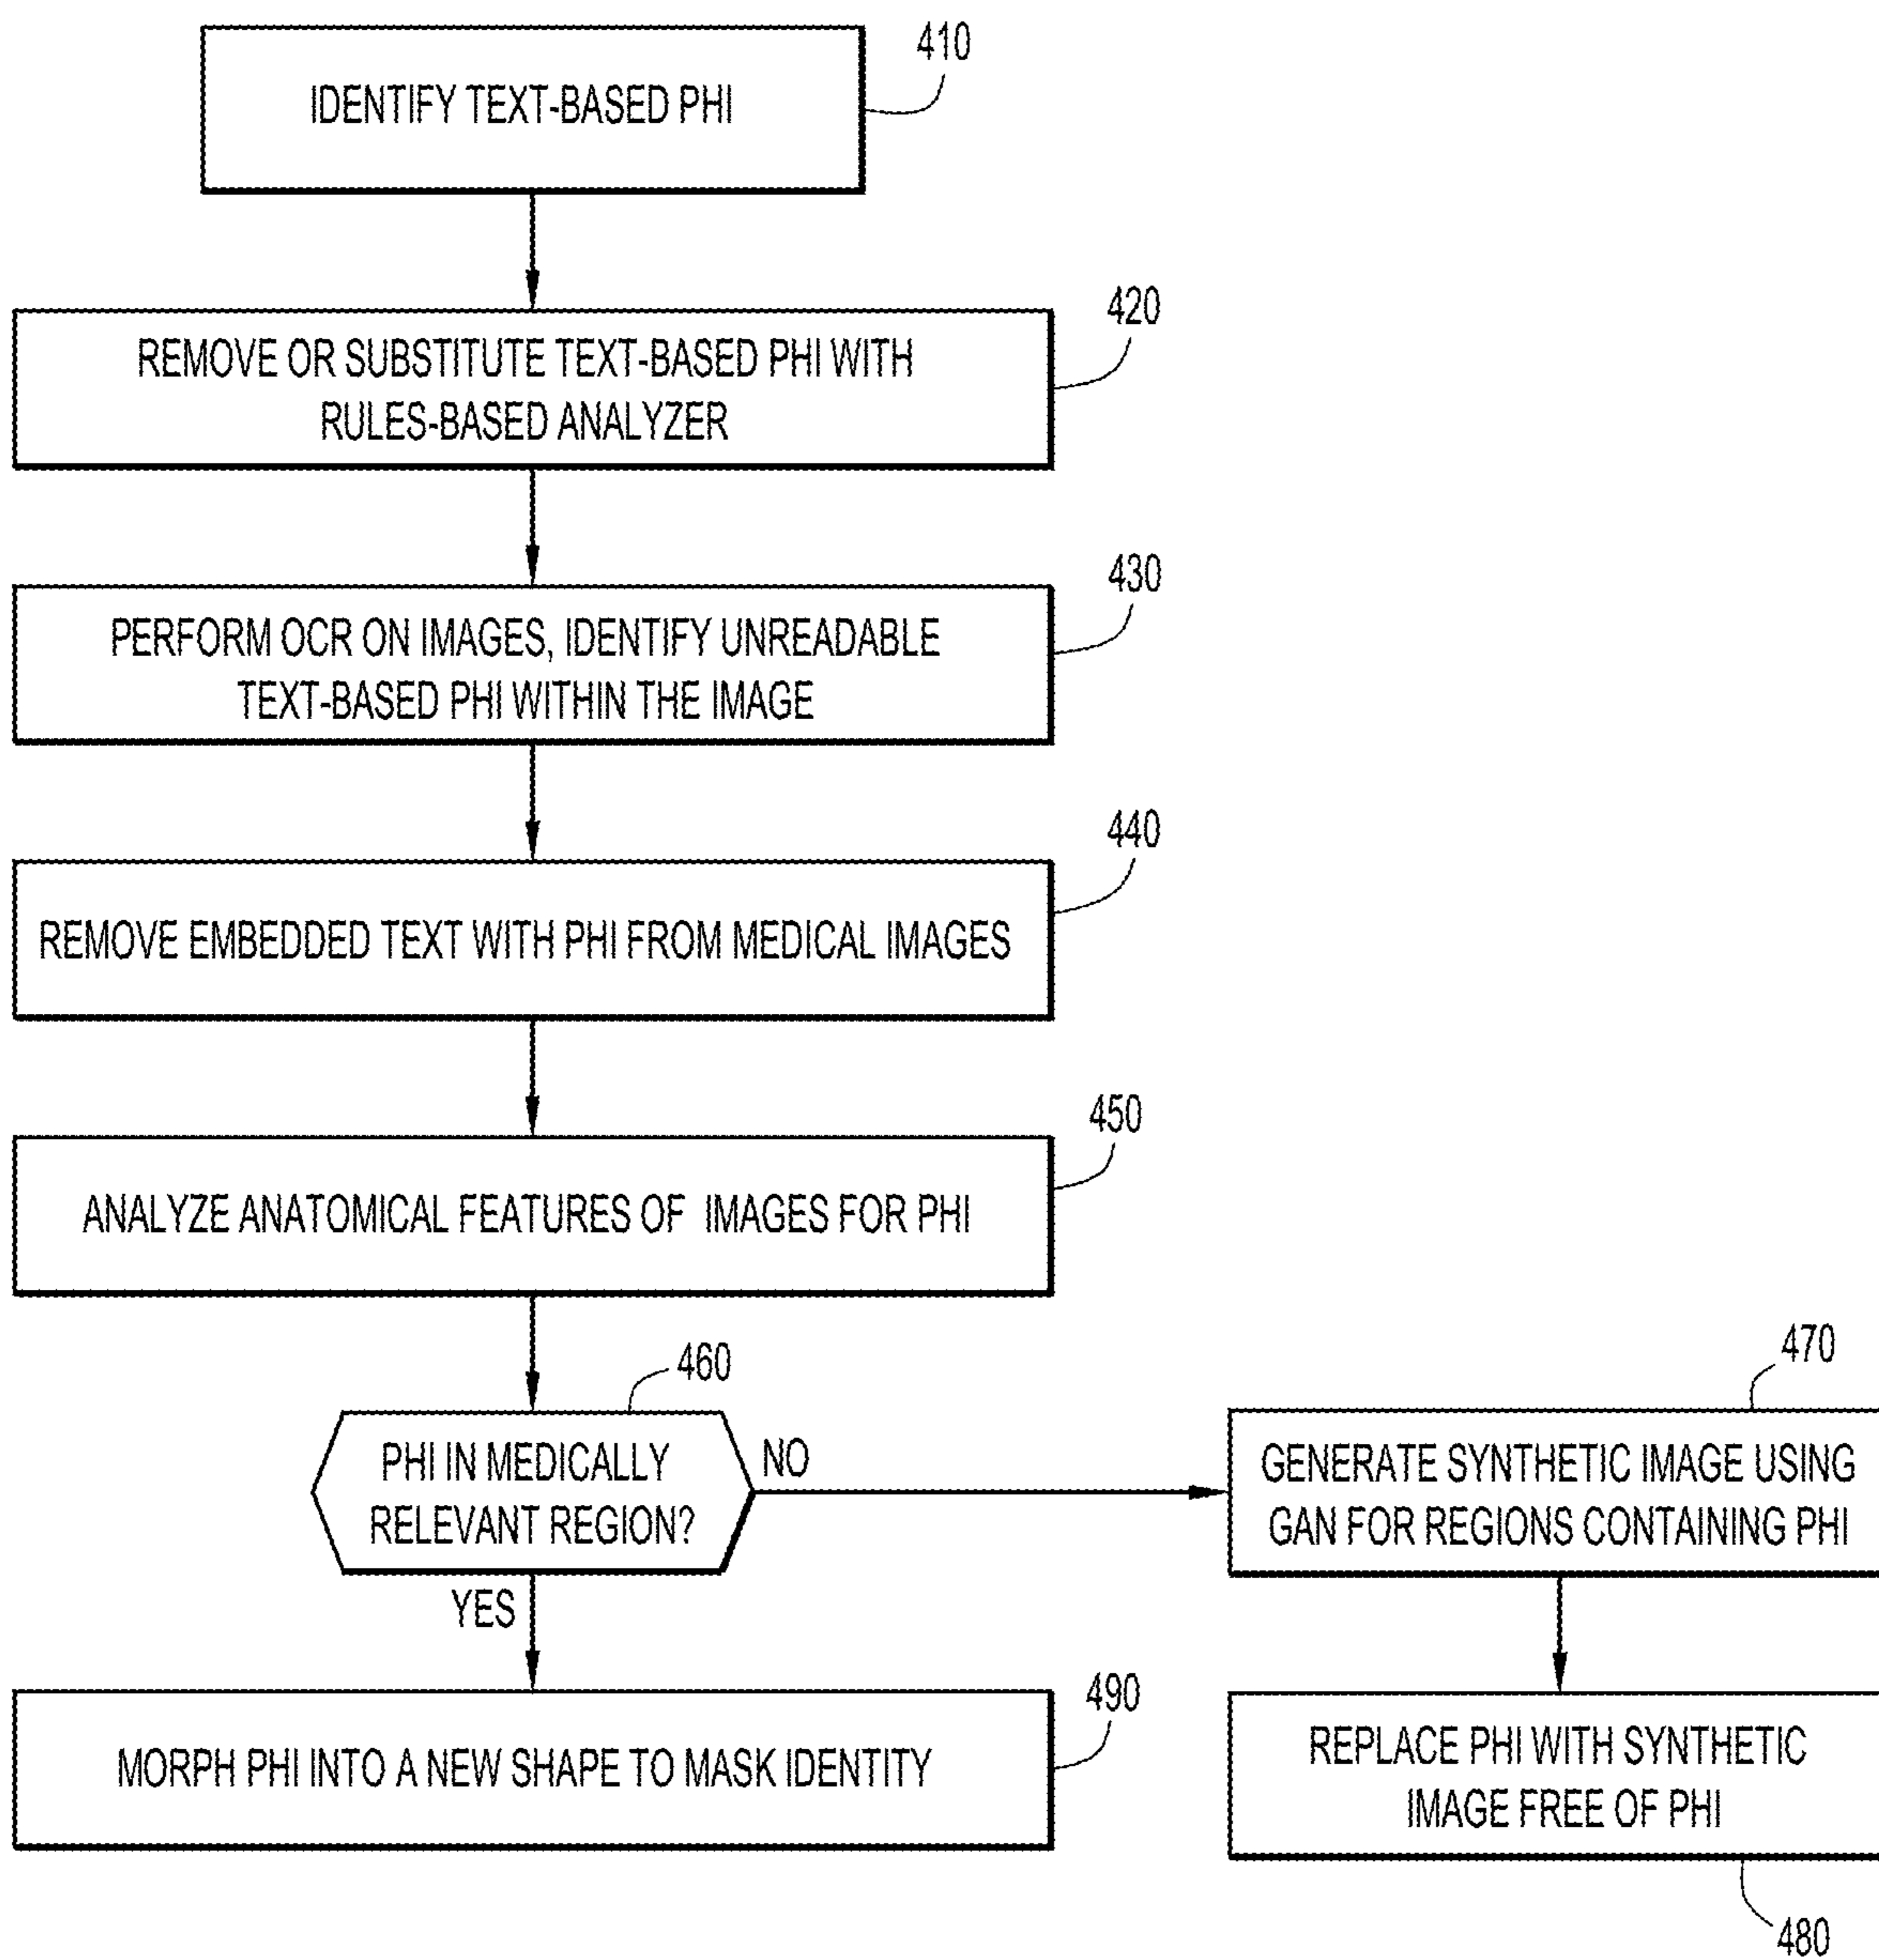 410
IDENTIFY TEXT-BASED PHI
420
REMOVE OR SUBSTITUTE TEXT-BASED PHI WITH
RULES-BASED ANALYZER
430
PERFORM OCR ON IMAGES, IDENTIFY UNREADABLE
TEXT-BASED PHI WITHIN THE IMAGE
440
REMOVE EMBEDDED TEXT WITH PHI FROM MEDICAL IMAGES
450
ANALYZE ANATOMICAL FEATURES OF IMAGES FOR PHI
460
PHI IN MEDICALLY
RELEVANT REGION?
NO
470
GENERATE SYNTHETIC IMAGE USING
GAN FOR REGIONS CONTAINING PHI
YES
490
MORPH PHI INTO A NEW SHAPE TO MASK IDENTITY
REPLACE PHI WITH SYNTHETIC
IMAGE FREE OF PHI
480